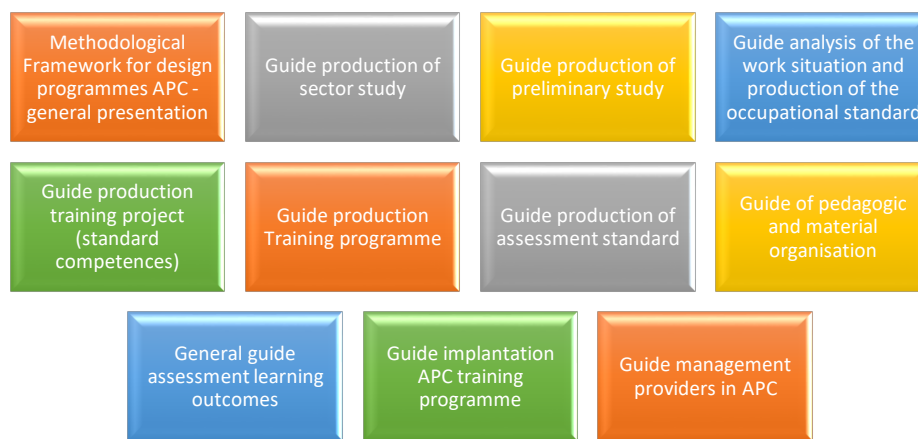 Methodological
Framework for design
programmes APC -
general presentation
Guide production of
sector study
Guide production of
preliminary study
Guide analysis of the
work situation and
production of the
occupational standard
Guide production
training project
(standard
competences)
Guide production
Training programme
Guide production of
assessment standard
Guide of pedagogic
and material
organisation
General guide
assessment learning
outcomes
Guide implantation
APC training
programme
Guide management
providers in APC